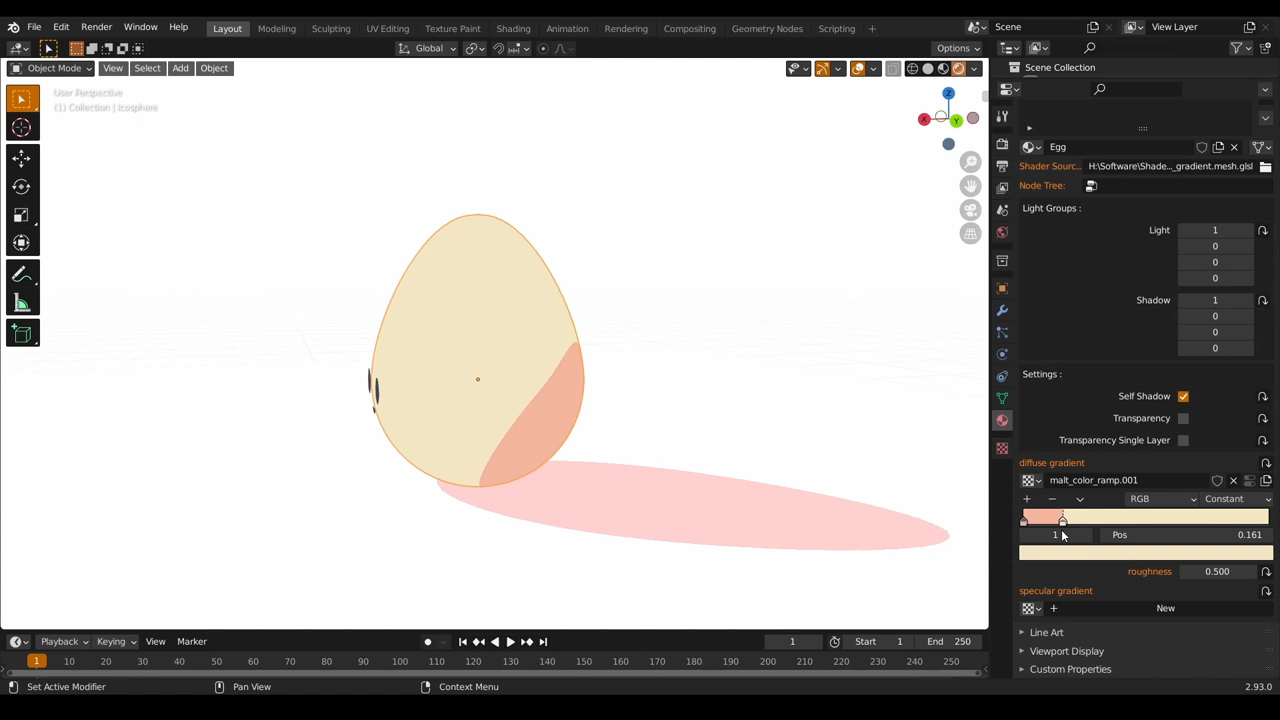 File Edit Render Window Help Layout Modeling Sculpting UV Editing Texture Paint Shading Animation Rendering Compositing Geometry Nodes Scripting + Scene View Layer
Global Options
Object Mode View Select Add Object Scene Collection
User Perspective
(1) Collection | Icosphere
Z
X Y
Egg
Shader Sourc... H:\Software\Shade..._gradient.mesh.glsl
Node Tree:
Light Groups :
Light 1
0
0
0
Shadow 1
0
0
0
Settings :
Self Shadow
Transparency
Transparency Single Layer
diffuse gradient
malt_color_ramp.001
RGB Constant
1 Pos 0.161
roughness 0.500
specular gradient
New
Line Art
Viewport Display
Custom Properties
Playback Keying View Marker 1 Start 1 End 250
1 10 20 30 40 50 60 70 80 90 100 110 120 130 140 150 160 170 180 190 200 210 220 230 240 250
Set Active Modifier Pan View Context Menu 2.93.0